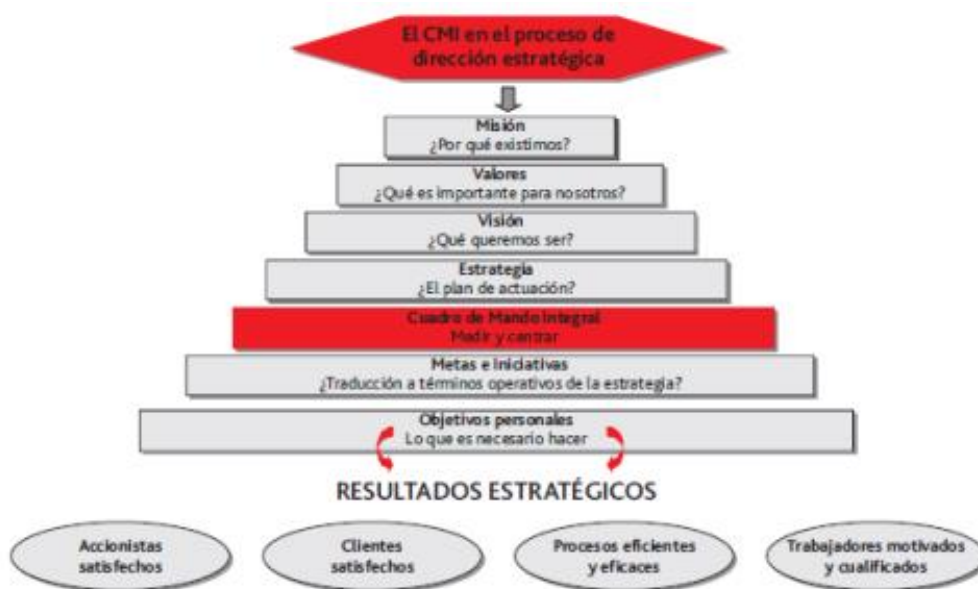 El CMI en el proceso de
dirección estratégica
Misión
¿Por qué existimos?
Valores
¿Qué es importante para nosotros?
Visión
¿Qué queremos ser?
Estrategia
¿El plan de actuación?
Cuadro de Mando Integral
Medir y centrar
Metas e Iniciativas
¿Traducción a términos operativos de la estrategia?
Objetivos personales
Lo que es necesario hacer
RESULTADOS ESTRATÉGICOS
Accionistas
satisfechos
Clientes
satisfechos
Procesos eficientes
y eficaces
Trabajadores motivados
y cualificados